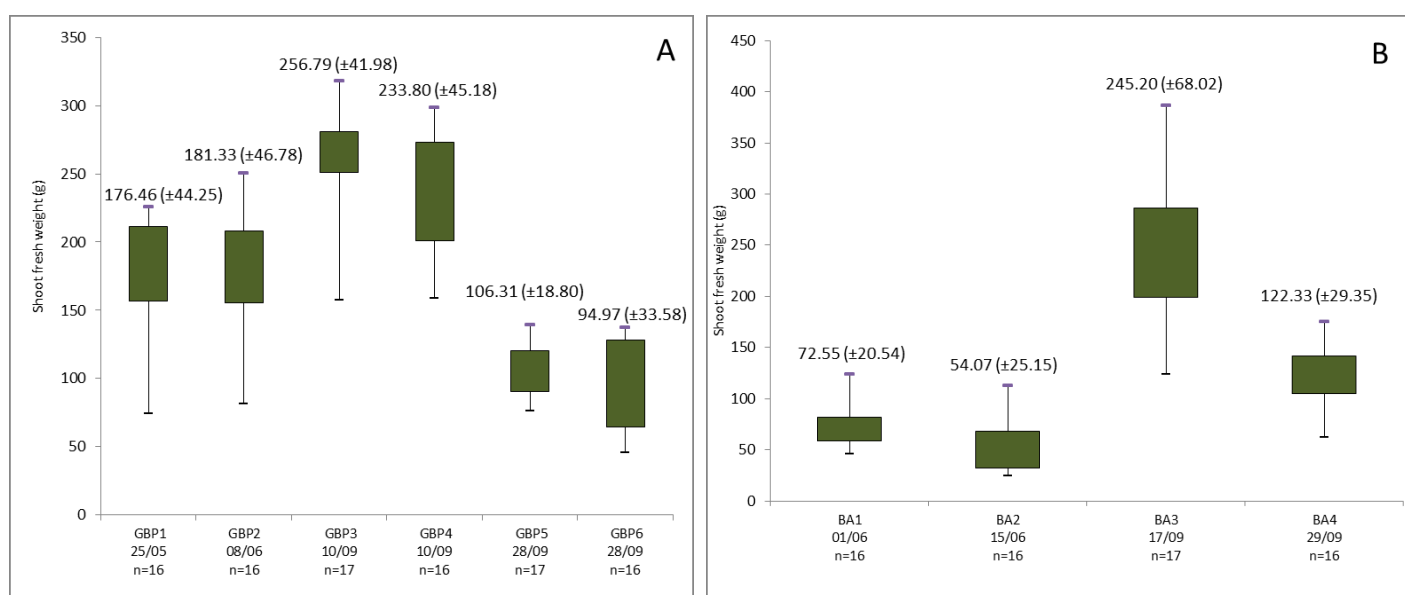 A
Shoot fresh weight (g)
350
300
250
200
150
100
50
0
176.46 (±44.25)
181.33 (±46.78)
256.79 (±41.98)
233.80 (±45.18)
106.31 (±18.80)
94.97 (±33.58)
GBP1 GBP2 GBP3 GBP4 GBP5 GBP6
25/05 08/06 10/09 10/09 28/09 28/09
n=16 n=16 n=17 n=16 n=17 n=16
B
Shoot fresh weight (g)
450
400
350
300
250
200
150
100
50
0
72.55 (±20.54)
54.07 (±25.15)
245.20 (±68.02)
122.33 (±29.35)
BA1 BA2 BA3 BA4
01/06 15/06 17/09 29/09
n=16 n=16 n=17 n=16